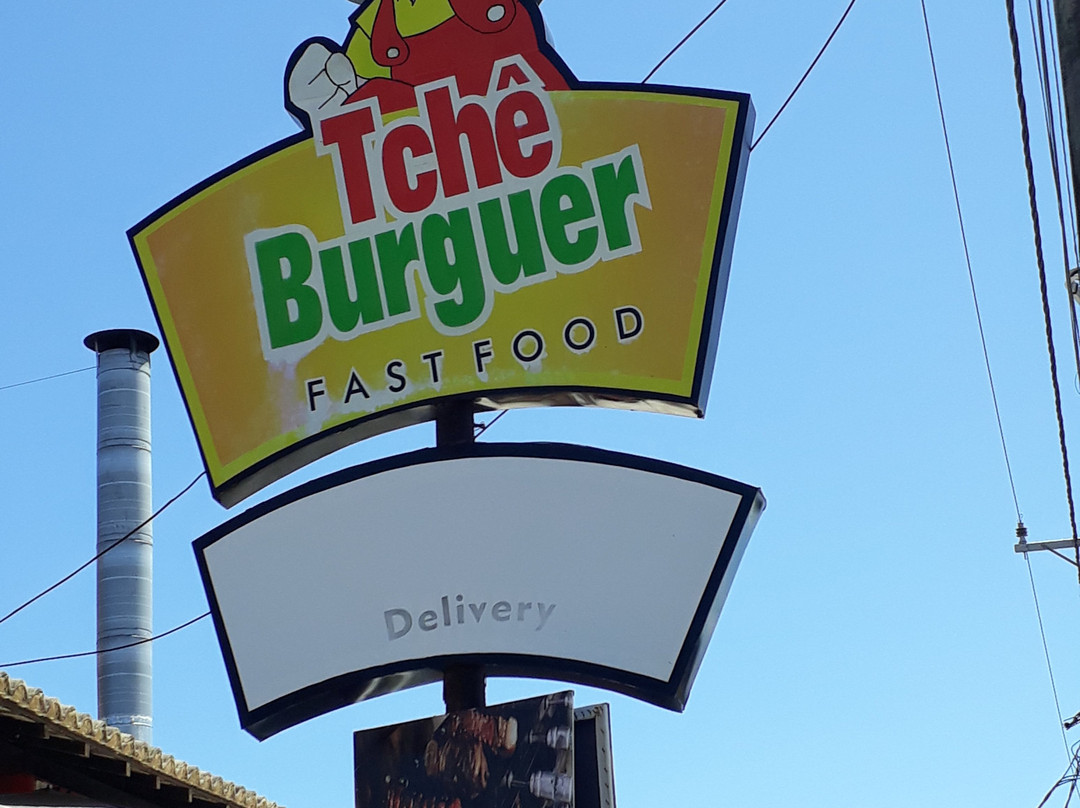 Tchê
Burguer
FAST FOOD
Delivery